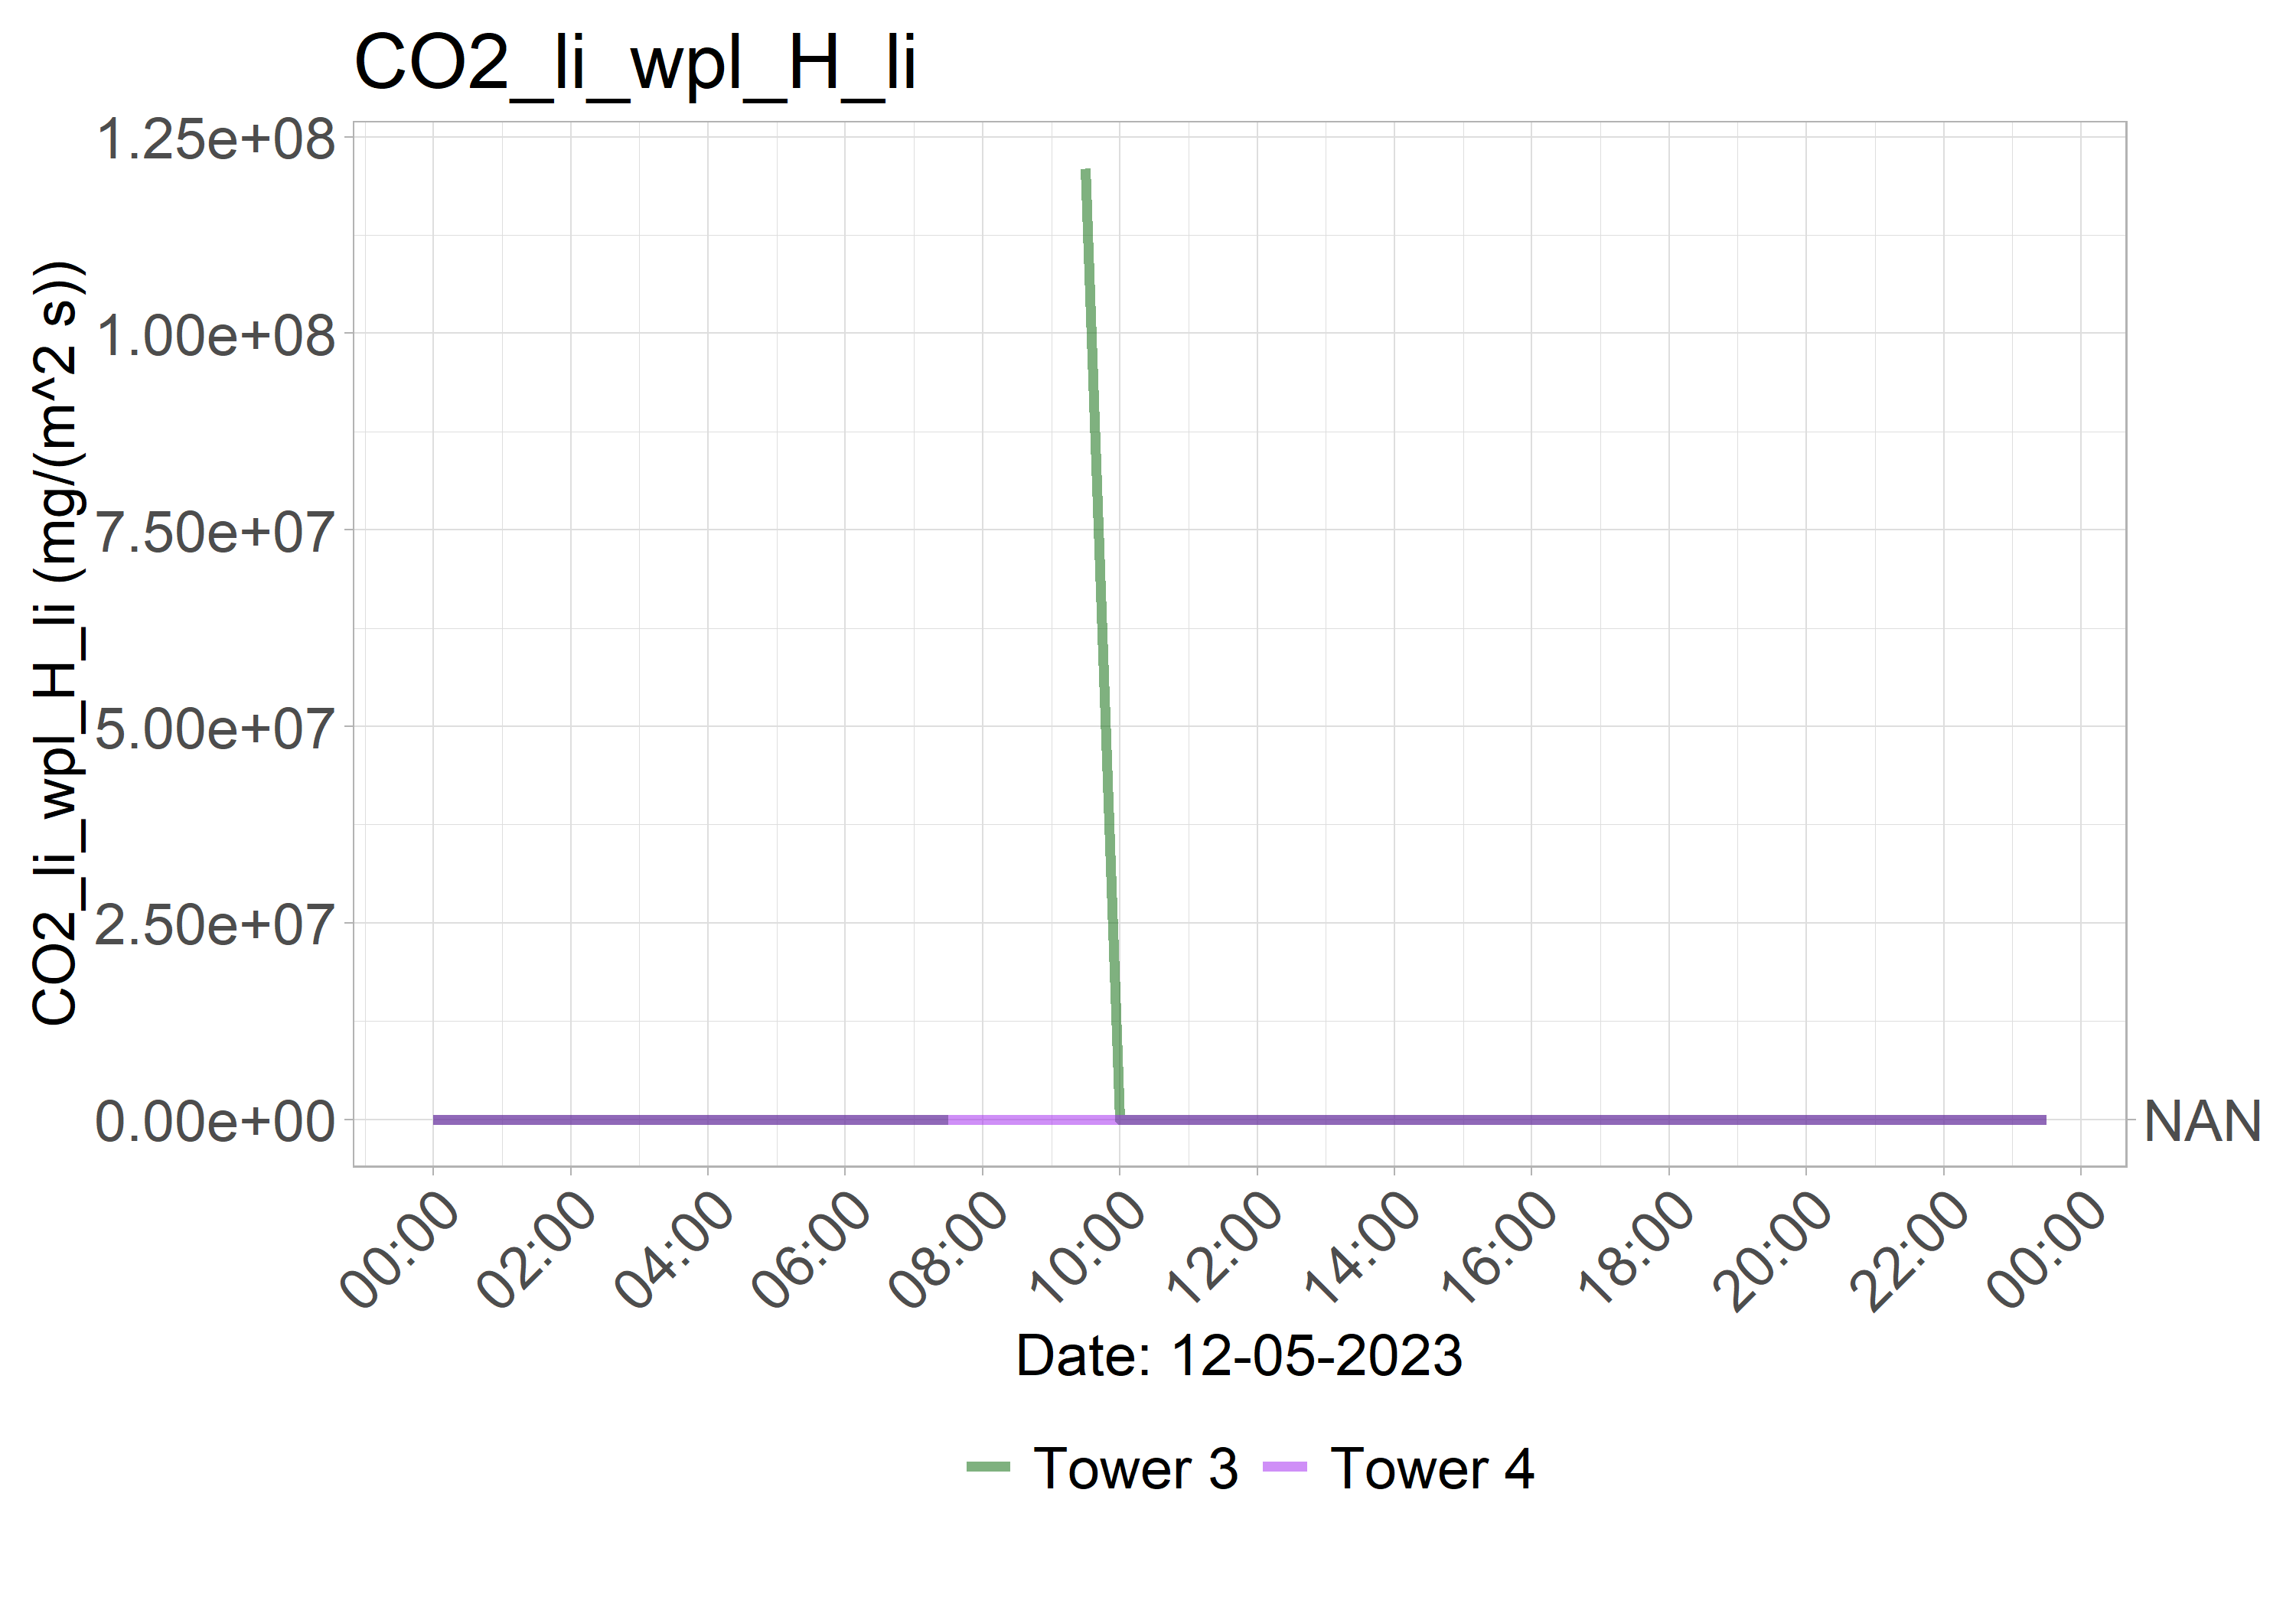 CO2_li_wpl_H_li
CO2_li_wpl_H_li (mg/(m^2 s))
1.25e+08
1.00e+08
7.50e+07
5.00e+07
2.50e+07
0.00e+00
NAN
00:00
02:00
04:00
06:00
08:00
10:00
12:00
14:00
16:00
18:00
20:00
22:00
00:00
Date: 12-05-2023
Tower 3
Tower 4